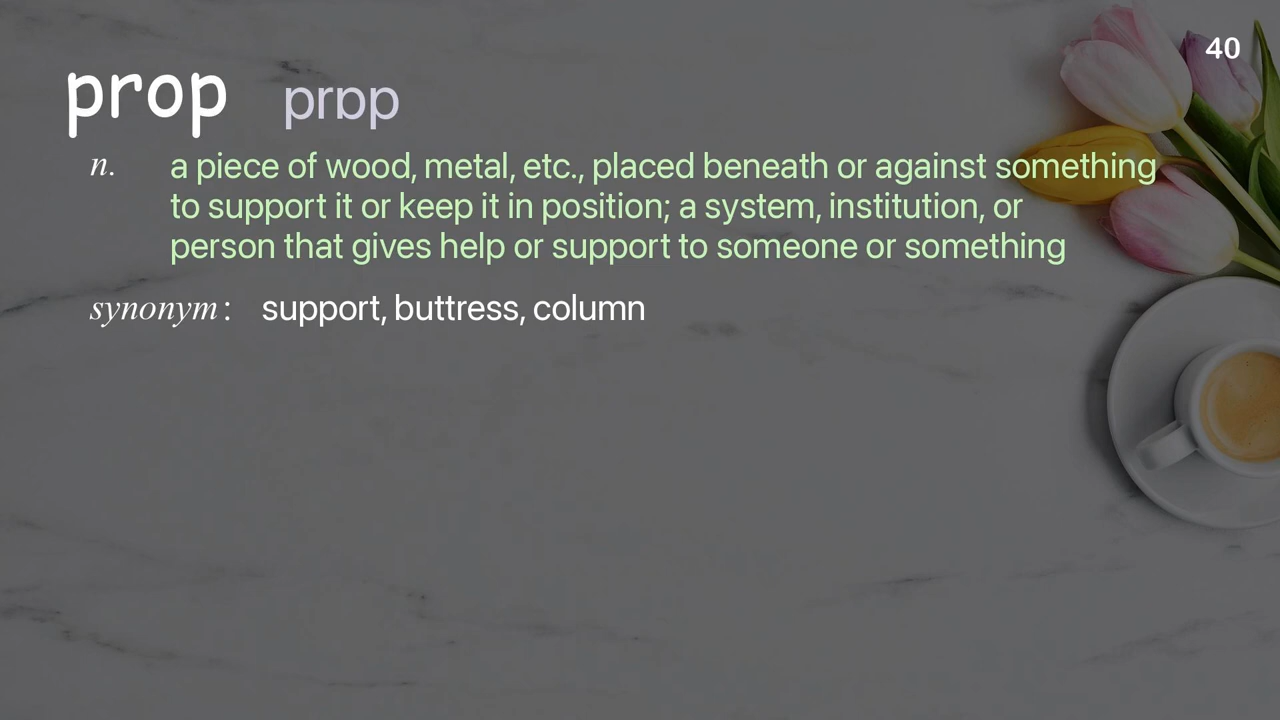 40
prop prɒp
n. a piece of wood, metal, etc., placed beneath or against something
to support it or keep it in position; a system, institution, or
person that gives help or support to someone or something
synonym: support, buttress, column